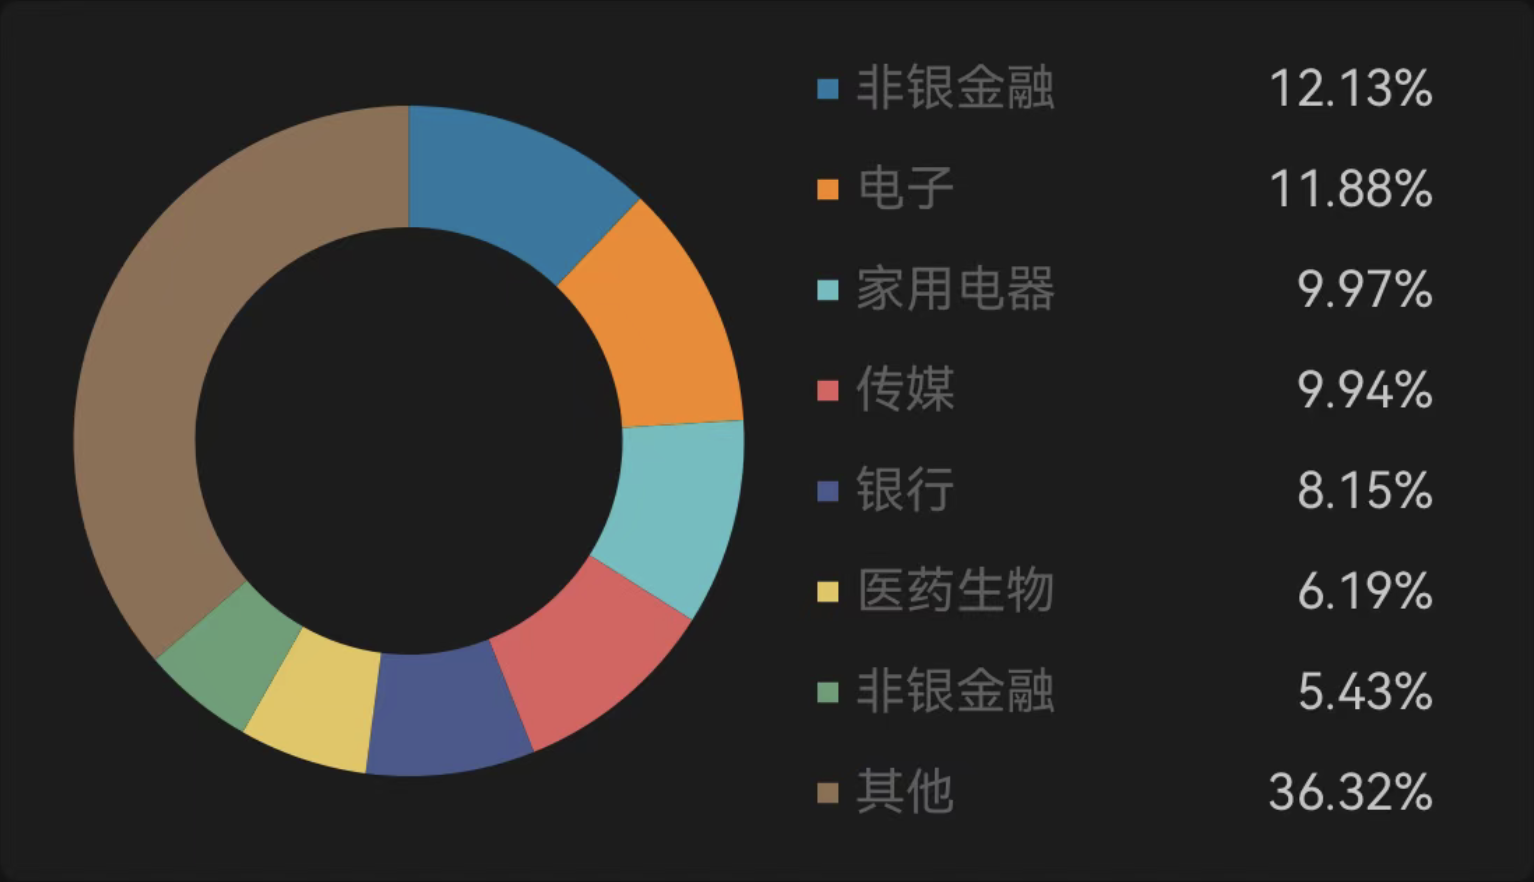 非银金融 12.13%
电子 11.88%
家用电器 9.97%
传媒 9.94%
银行 8.15%
医药生物 6.19%
非银金融 5.43%
其他 36.32%